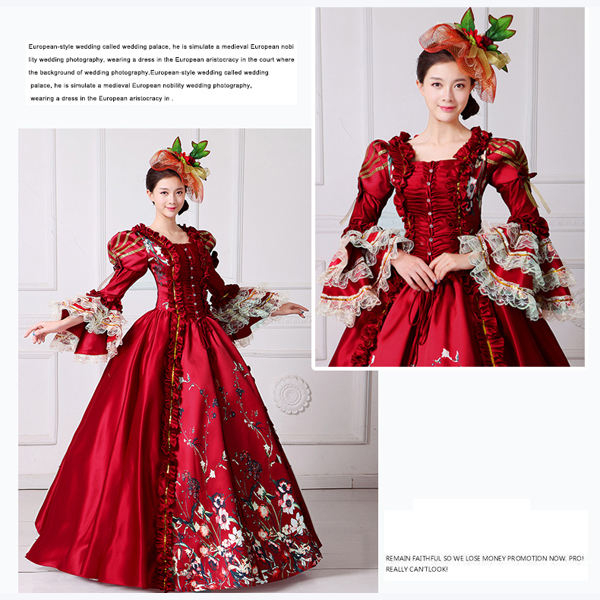 European-style wedding called wedding palace, he is simulate a medieval European nobi
lity wedding photography, wearing a dress in the European aristocracy in the court where
the background of wedding photography,European-style wedding called wedding
palace, he is simulate a medieval European nobility wedding photography,
wearing a dress in the European aristocracy in .
REMAIN FAITHFUL SO WE LOSE MONEY PROMOTION NOW. PRO!
REALLY CAN'TLOOK!